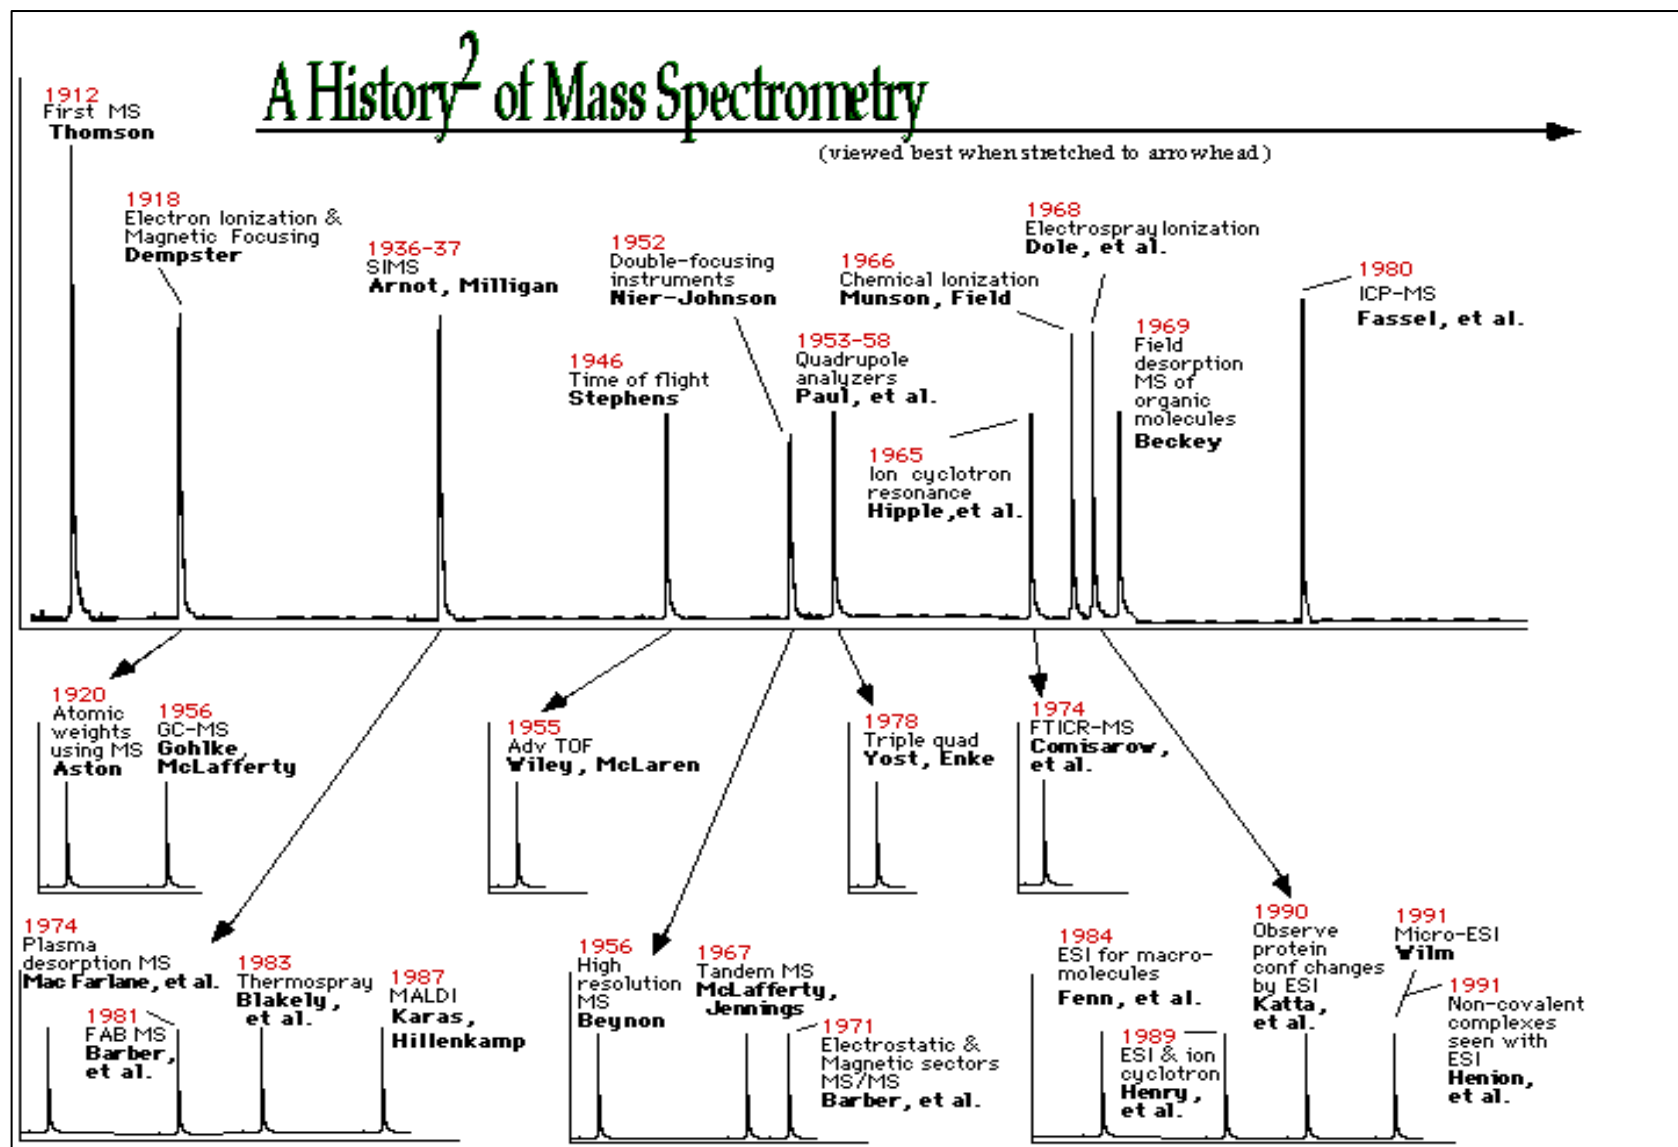 A History2 of Mass Spectrometry
(viewed best when stretched to arrowhead)
1912
First MS
Thomson
1918
Electron Ionization &
Magnetic Focusing
Dempster
1936-37
SIMS
Arnot, Milligan
1946
Time of flight
Stephens
1952
Double-focusing
instruments
Nier-Johnson
1953-58
Quadrupole
analyzers
Paul, et al.
1966
Chemical Ionization
Munson, Field
1965
Ion cyclotron
resonance
Hipple,et al.
1968
Electrospray Ionization
Dole, et al.
1969
Field
desorption
MS of
organic
molecules
Beckey
1980
ICP-MS
Fassel, et al.
1920
Atomic
weights
using MS
Aston
1956
GC-MS
Gohlke,
McLafferty
1955
Adv TOF
Wiley, McLaren
1978
Triple quad
Yost, Enke
1974
FTICR-MS
Comisarow,
et al.
1974
Plasma
desorption MS
Mac Farlane, et al.
1981
FAB MS
Barber,
et al.
1983
Thermospray
Blakely,
et al.
1987
MALDI
Karas,
Hillenkamp
1956
High
resolution
MS
Beynon
1967
Tandem MS
McLafferty,
Jennings
1971
Electrostatic &
Magnetic sectors
MS/MS
Barber, et al.
1984
ESI for macro-
molecules
Fenn, et al.
1989
ESI & ion
cyclotron
Henry,
et al.
1990
Observe
protein
conf changes
by ESI
Katta,
et al.
1991
Micro-ESI
Wilm
1991
Non-covalent
complexes
seen with
ESI
Henion,
et al.